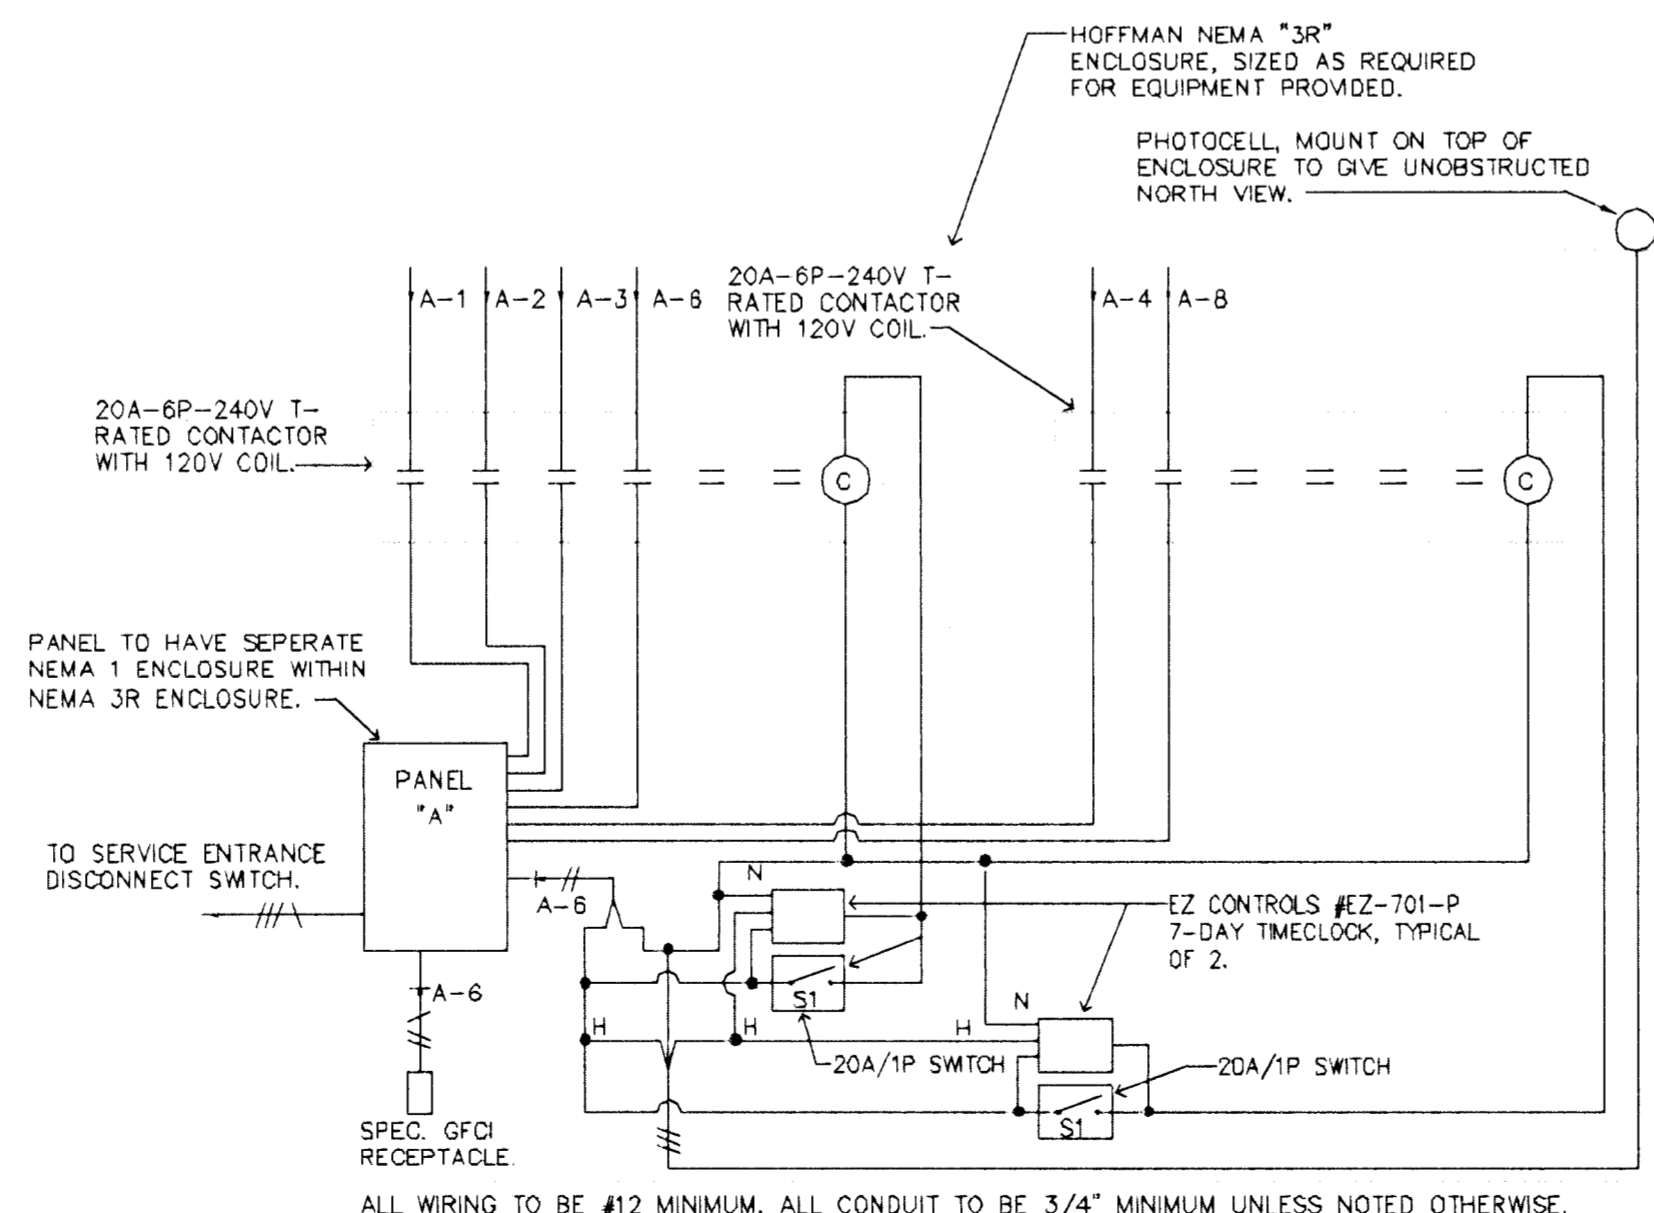 HOFFMAN NEMA "3R"
ENCLOSURE, SIZED AS REQUIRED
FOR EQUIPMENT PROVIDED.
PHOTOCELL, MOUNT ON TOP OF
ENCLOSURE TO GIVE UNOBSTRUCTED
NORTH VIEW.
A-1
A-2
A-3
A-6
20A-6P-240V T-
RATED CONTACTOR
WITH 120V COIL.
A-4
A-8
20A-6P-240V T-
RATED CONTACTOR
WITH 120V COIL.
C
C
PANEL TO HAVE SEPERATE
NEMA 1 ENCLOSURE WITHIN
NEMA 3R ENCLOSURE.
PANEL
"A"
TO SERVICE ENTRANCE
DISCONNECT SWITCH.
A-6
N
EZ CONTROLS #EZ-701-P
7-DAY TIMECLOCK, TYPICAL
OF 2.
A-6
S1
N
H
H
H
20A/1P SWITCH
20A/1P SWITCH
S1
SPEC. GFCI
RECEPTACLE.
ALL WIRING TO BE #12 MINIMUM. ALL CONDUIT TO BE 3/4" MINIMUM UNLESS NOTED OTHERWISE.